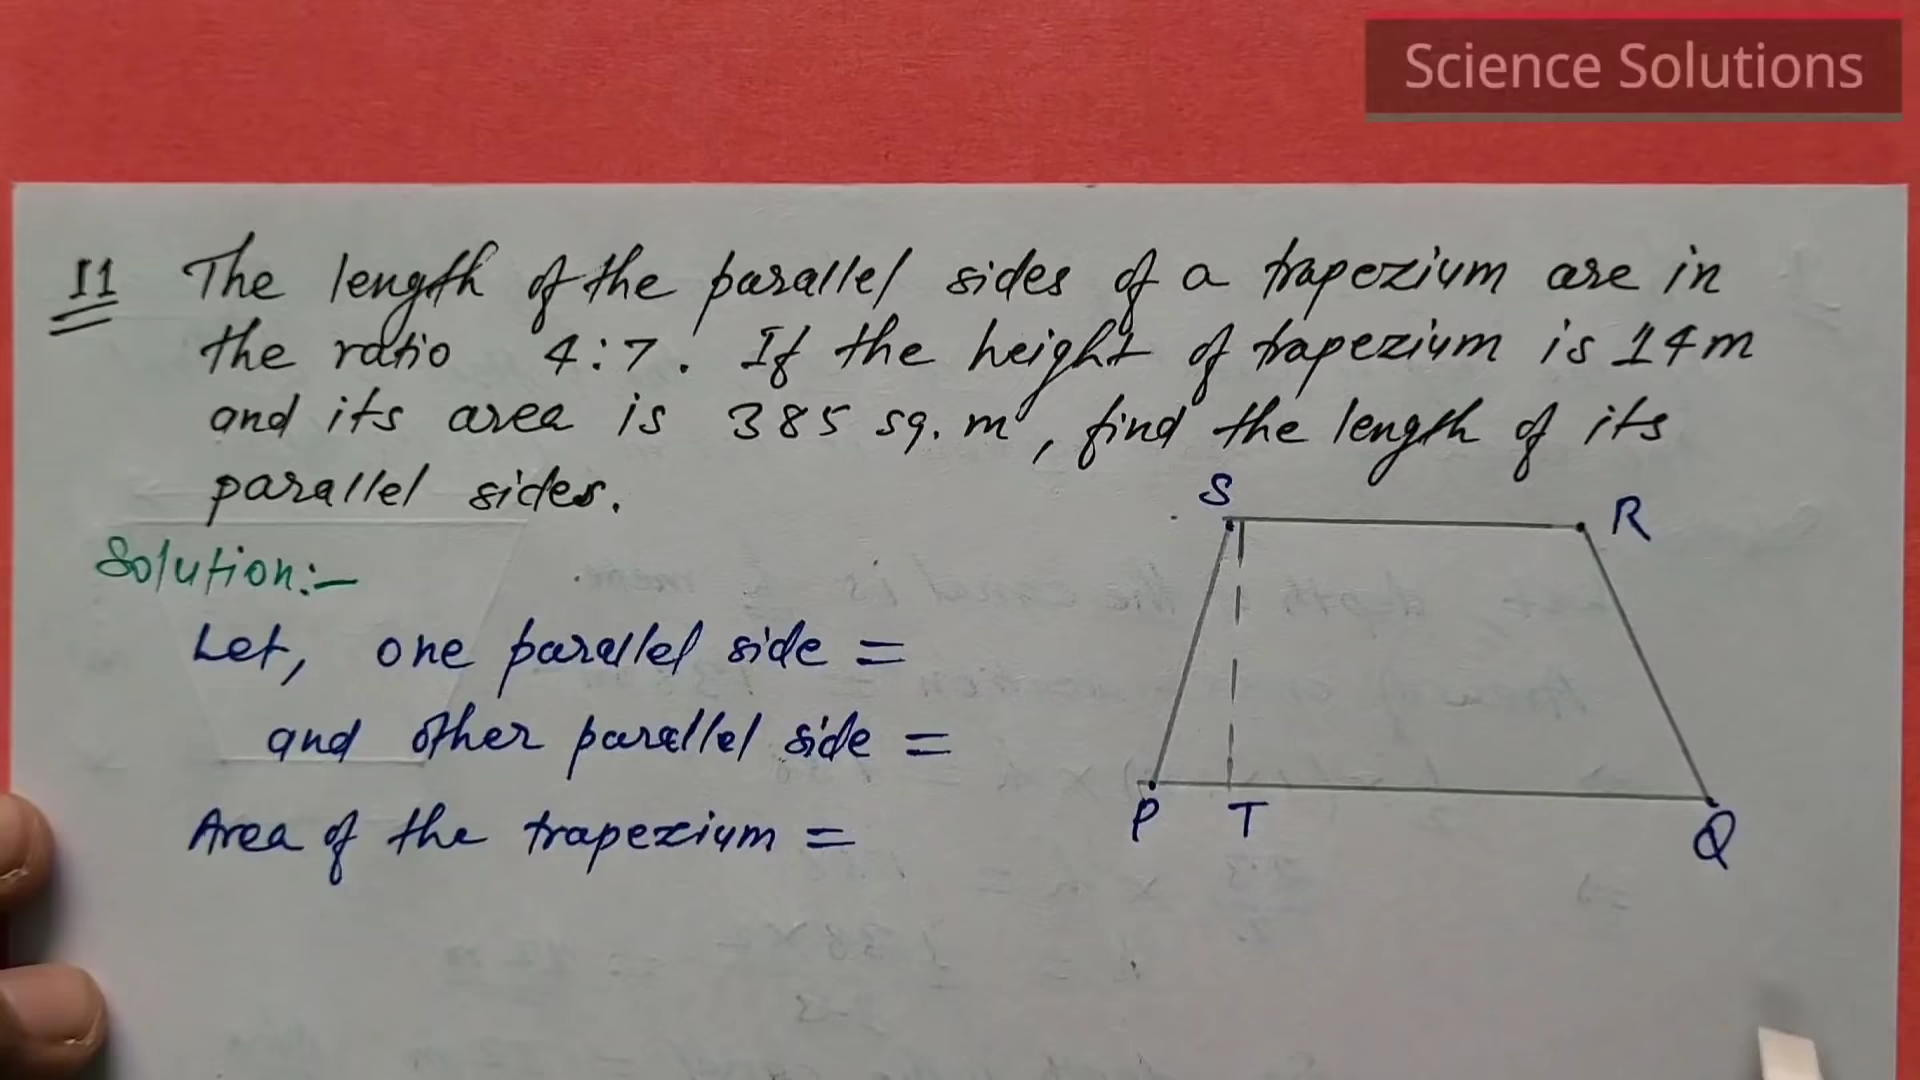 Science Solutions
11 The length of the parallel sides of a trapezium are in
the ratio 4:7. If the height of trapezium is 14m
and its area is 385 sq. m, find the length of its
parallel sides.
S
R
Solution:-
Let, one parallel side =
and other parallel side =
P T Q
Area of the trapezium =